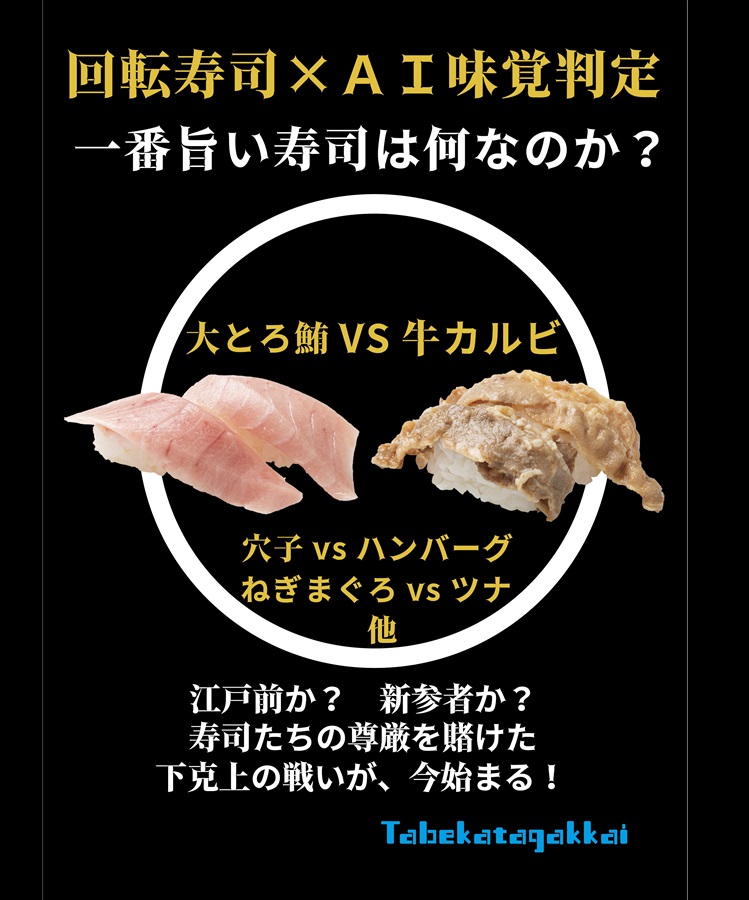 回転寿司×AI味覚判定
一番旨い寿司は何なのか？
大とろ鮪 VS 牛カルビ
穴子 vs ハンバーグ
ねぎまぐろ vs ツナ
他
江戸前か？　新参者か？
寿司たちの尊厳を賭けた
下克上の戦いが、今始まる！
Tabekatagakkai